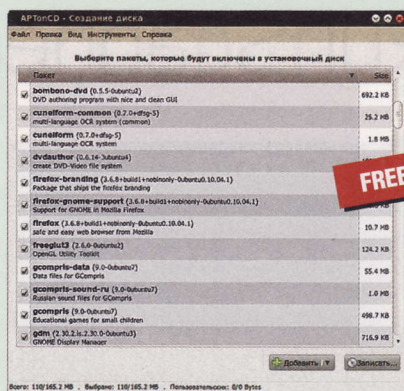 APTonCD - Создание диска
Файл Правка Вид Инструменты Справка
Выберите пакеты, которые будут включены в установочный диск
Пакет Size
bombono-dvd (0.5.5-0ubuntu2)
DVD authoring program with nice and clean GUI
692.2 KB
cuneiform-common (0.7.0+dfsg-5)
multi-language OCR system (common)
25.2 MB
cuneiform (0.7.0+dfsg-5)
multi-language OCR system
1.8 MB
dvdauthor (0.6.14-3ubuntu4)
create DVD-Video file system
firefox-branding (3.6.8+build1+nobinonly-0ubuntu0.10.04.1)
Package that ships the firefox branding
FREE
firefox-gnome-support (3.6.8+build1+nobinonly-0ubuntu0.10.04.1)
Support for GNOME in Mozilla Firefox
firefox (3.6.8+build1+nobinonly-0ubuntu0.10.04.1)
safe and easy web browser from Mozilla
10.7 MB
freeglut3 (2.6.0-0ubuntu2)
OpenGL Utility Toolkit
124.2 KB
gcompris-data (9.0-0ubuntu7)
Data files for GCompris
55.4 MB
gcompris-sound-ru (9.0-0ubuntu7)
Russian sound files for GCompris
1.0 MB
gcompris (9.0-0ubuntu7)
Educational games for small children
498.7 KB
gdm (2.30.2.is.2.30.0-0ubuntu3)
GNOME Display Manager
716.9 KB
Добавить Записать...
Всего: 110/165.2 MB , Выбрано: 110/165.2 MB , Пользовательских: 0/0 Bytes